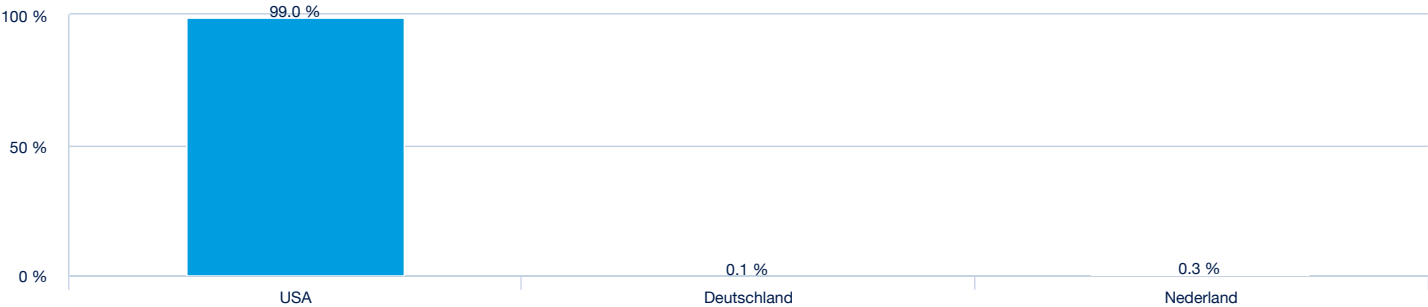 100 %
99.0 %
50 %
0 %
0.1 %
0.3 %
USA
Deutschland
Nederland